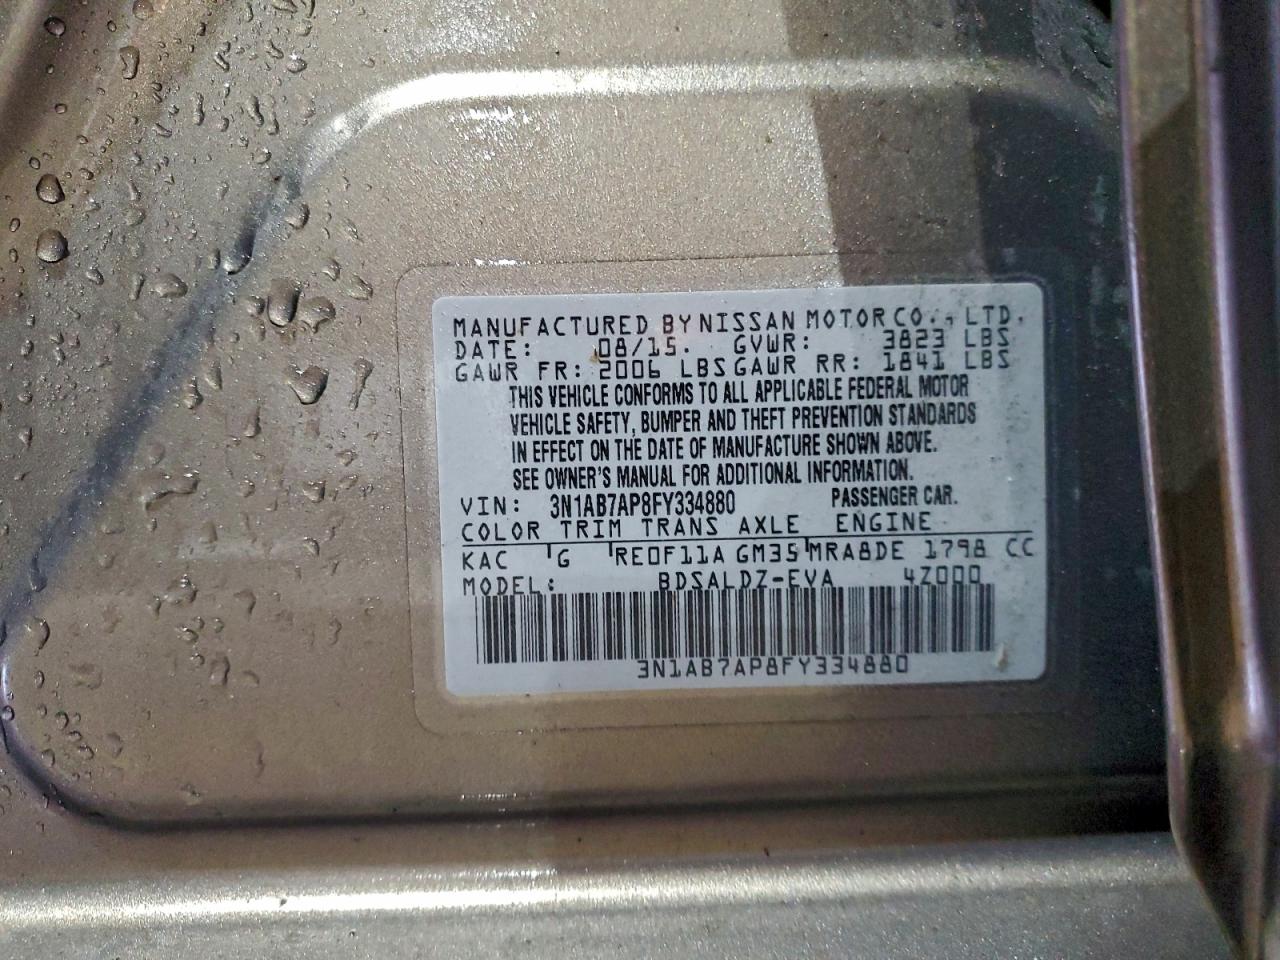 MANUFACTURED BY NISSAN MOTOR CO., LTD.
DATE: 08/15. GVWR: 3823 LBS
GAWR FR: 2006 LBS GAWR RR: 1841 LBS
THIS VEHICLE CONFORMS TO ALL APPLICABLE FEDERAL MOTOR
VEHICLE SAFETY, BUMPER AND THEFT PREVENTION STANDARDS
IN EFFECT ON THE DATE OF MANUFACTURE SHOWN ABOVE.
SEE OWNER'S MANUAL FOR ADDITIONAL INFORMATION.
VIN: 3N1AB7AP8FY334880 PASSENGER CAR.
COLOR TRIM TRANS AXLE ENGINE
KAC G RE0F11A GM35 MRA8DE 1798 CC
MODEL: BDSALDZ-EVA 4Z000
3N1AB7AP8FY334880